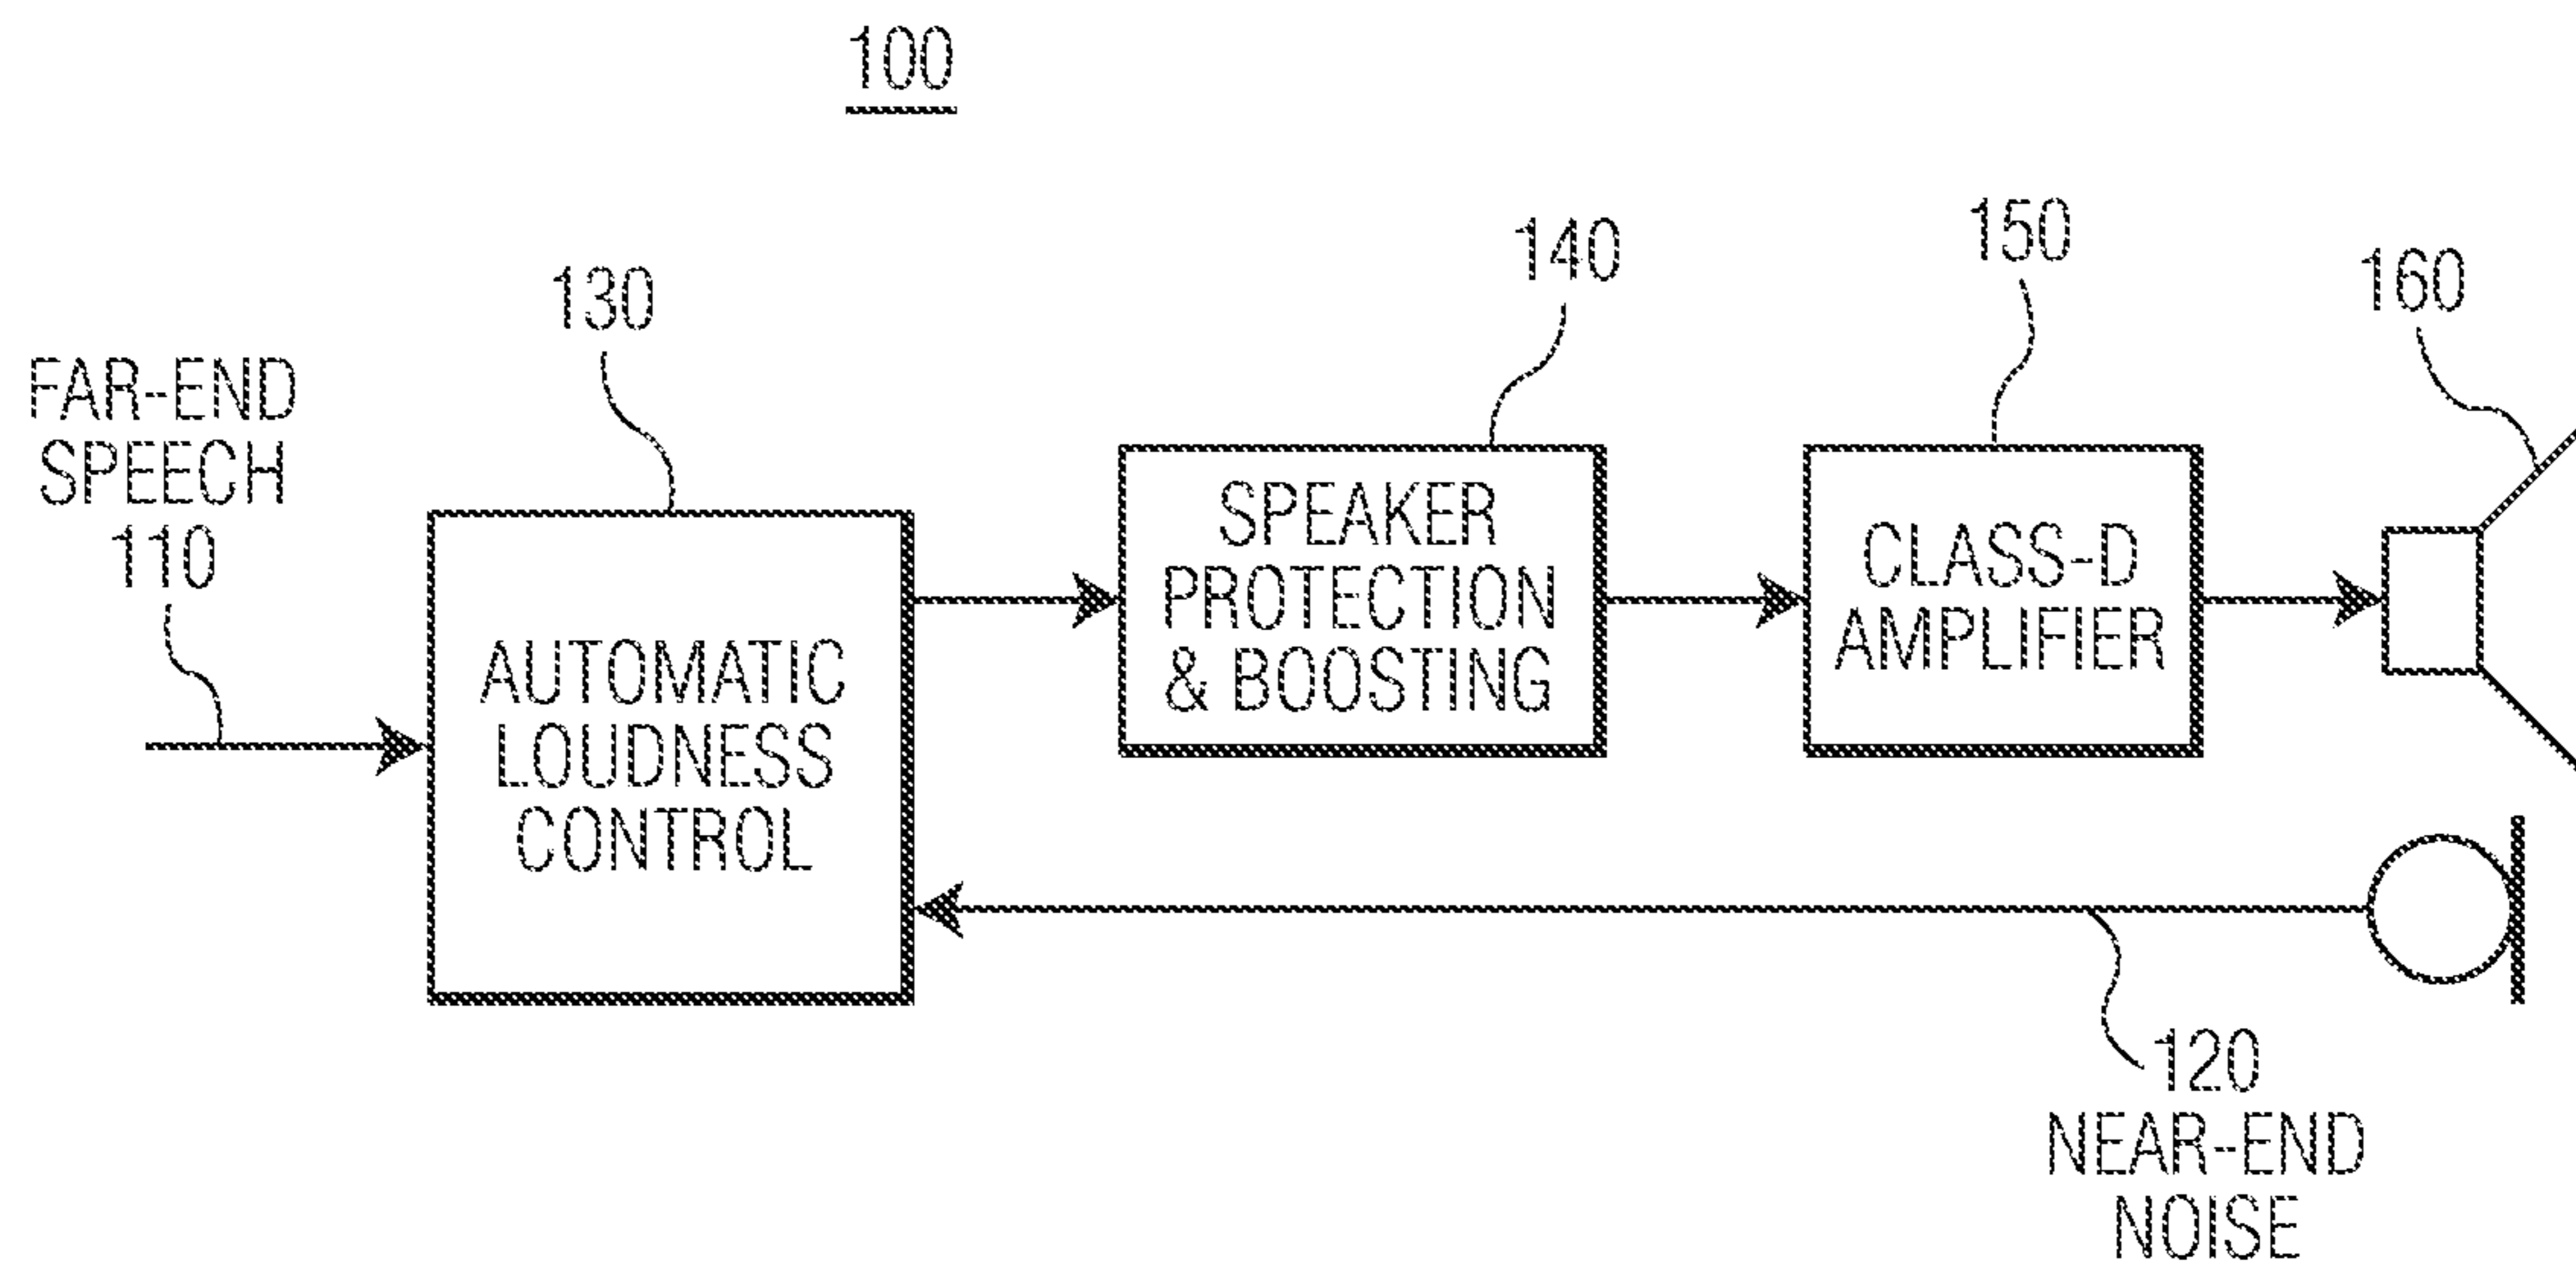 100
130
140
150
160
FAR-END
SPEECH
110
AUTOMATIC
LOUDNESS
CONTROL
SPEAKER
PROTECTION
& BOOSTING
CLASS-D
AMPLIFIER
120
NEAR-END
NOISE